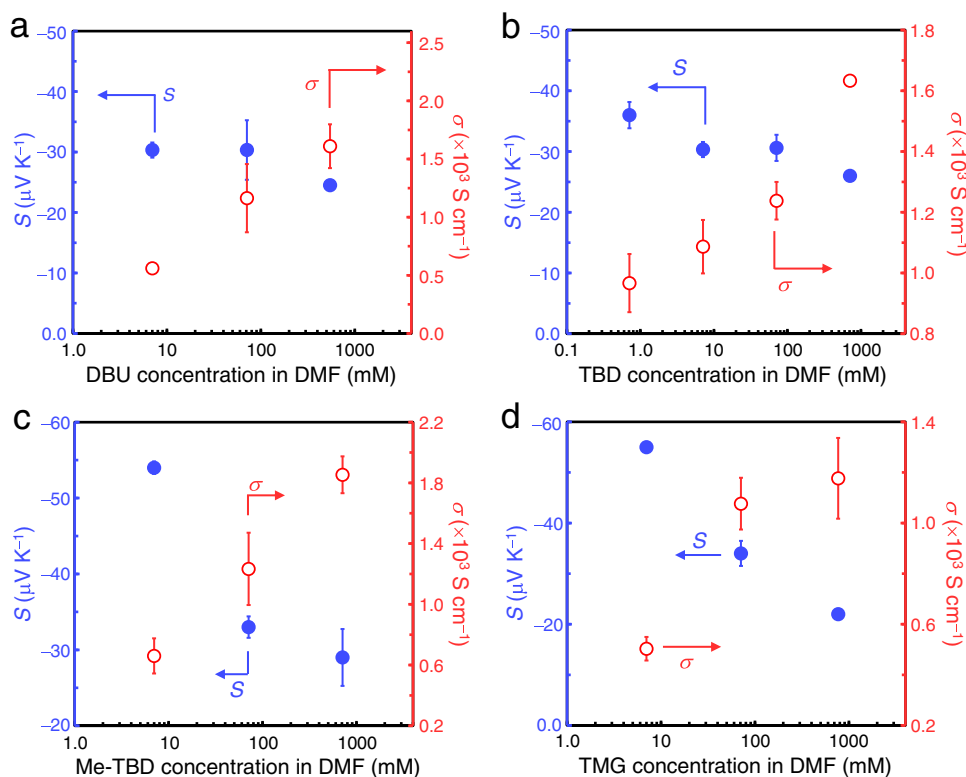 a
–50
–40
–30
–20
–10
0.0
S (μV K⁻¹)
S
σ
2.5
2.0
1.5
1.0
0.5
0.0
σ (×10³ S cm⁻¹)
1.0 10 100 1000
DBU concentration in DMF (mM)
b
–50
–40
–30
–20
–10
0.0
S (μV K⁻¹)
S
σ
1.8
1.6
1.4
1.2
1.0
0.8
σ (×10³ S cm⁻¹)
0.1 1.0 10 100 1000
TBD concentration in DMF (mM)
c
–60
–50
–40
–30
–20
S (μV K⁻¹)
σ
S
2.2
1.8
1.2
1.0
0.6
0.2
σ (×10³ S cm⁻¹)
1.0 10 100 1000
Me-TBD concentration in DMF (mM)
d
–60
–40
–20
0.0
S (μV K⁻¹)
S
σ
1.4
1.0
0.6
0.2
σ (×10³ S cm⁻¹)
1.0 10 100 1000
TMG concentration in DMF (mM)